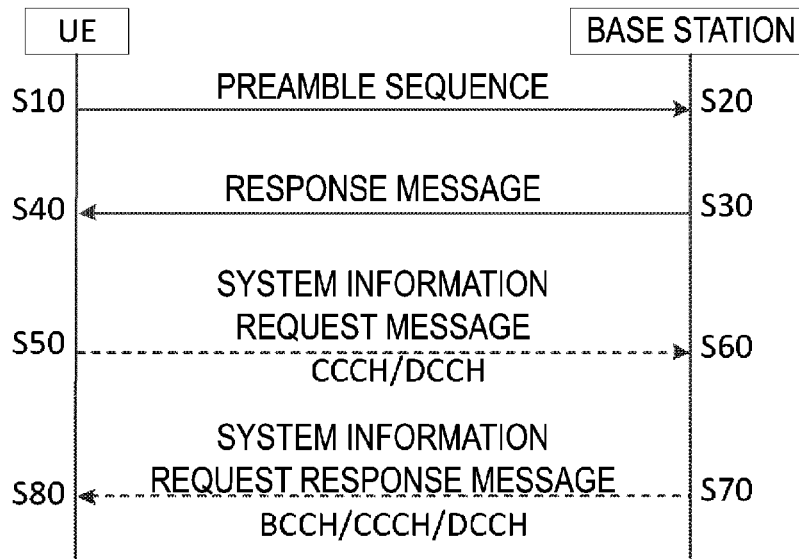 UE
BASE STATION
S10
PREAMBLE SEQUENCE
S20
S40
RESPONSE MESSAGE
S30
SYSTEM INFORMATION
REQUEST MESSAGE
S50
S60
CCCH/DCCH
SYSTEM INFORMATION
REQUEST RESPONSE MESSAGE
S80
S70
BCCH/CCCH/DCCH